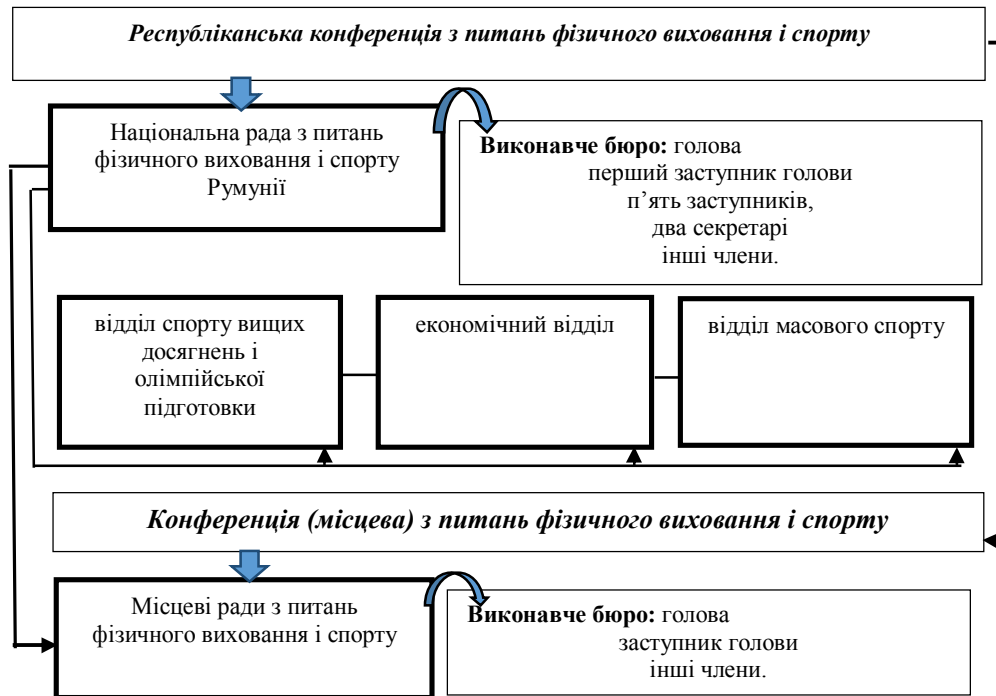 Республіканська конференція з питань фізичного виховання і спорту
Національна рада з питань
фізичного виховання і спорту
Румунії
Виконавче бюро: голова
перший заступник голови
п’ять заступників,
два секретарі
інші члени.
відділ спорту вищих
досягнень і
олімпійської
підготовки
економічний відділ
відділ масового спорту
Конференція (місцева) з питань фізичного виховання і спорту
Місцеві ради з питань
фізичного виховання і спорту
Виконавче бюро: голова
заступник голови
інші члени.